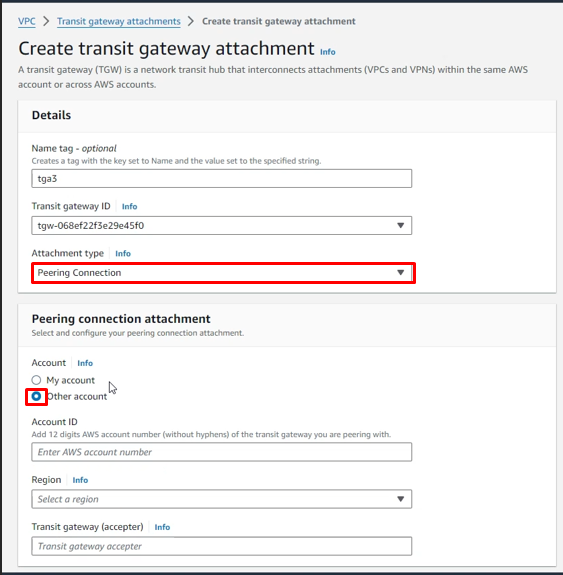 VPC > Transit gateway attachments > Create transit gateway attachment
Create transit gateway attachment Info
A transit gateway (TGW) is a network transit hub that interconnects attachments (VPCs and VPNs) within the same AWS
account or across AWS accounts.
Details
Name tag - optional
Creates a tag with the key set to Name and the value set to the specified string.
tga3
Transit gateway ID Info
tgw-068ef22f3e29e45f0
Attachment type Info
Peering Connection
Peering connection attachment
Select and configure your peering connection attachment.
Account Info
My account
Other account
Account ID
Add 12 digits AWS account number (without hyphens) of the transit gateway you are peering with.
Enter AWS account number
Region Info
Select a region
Transit gateway (accepter) Info
Transit gateway accepter